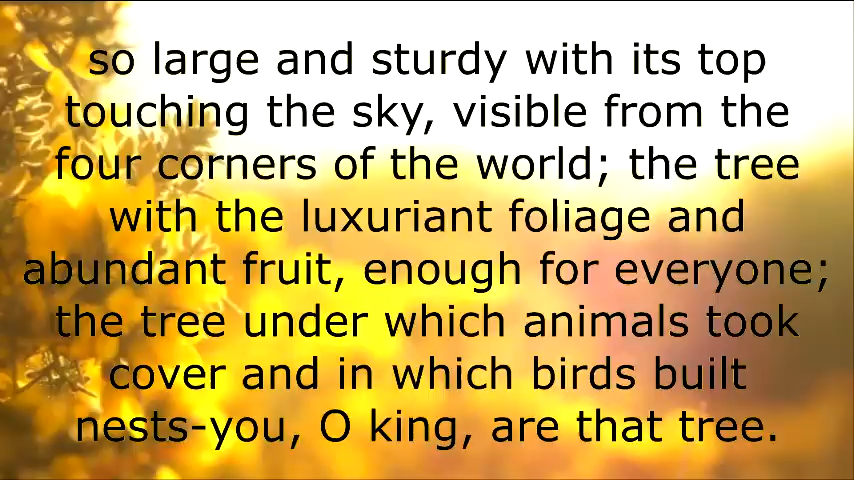 so large and sturdy with its top
touching the sky, visible from the
four corners of the world; the tree
with the luxuriant foliage and
abundant fruit, enough for everyone;
the tree under which animals took
cover and in which birds built
nests-you, O king, are that tree.